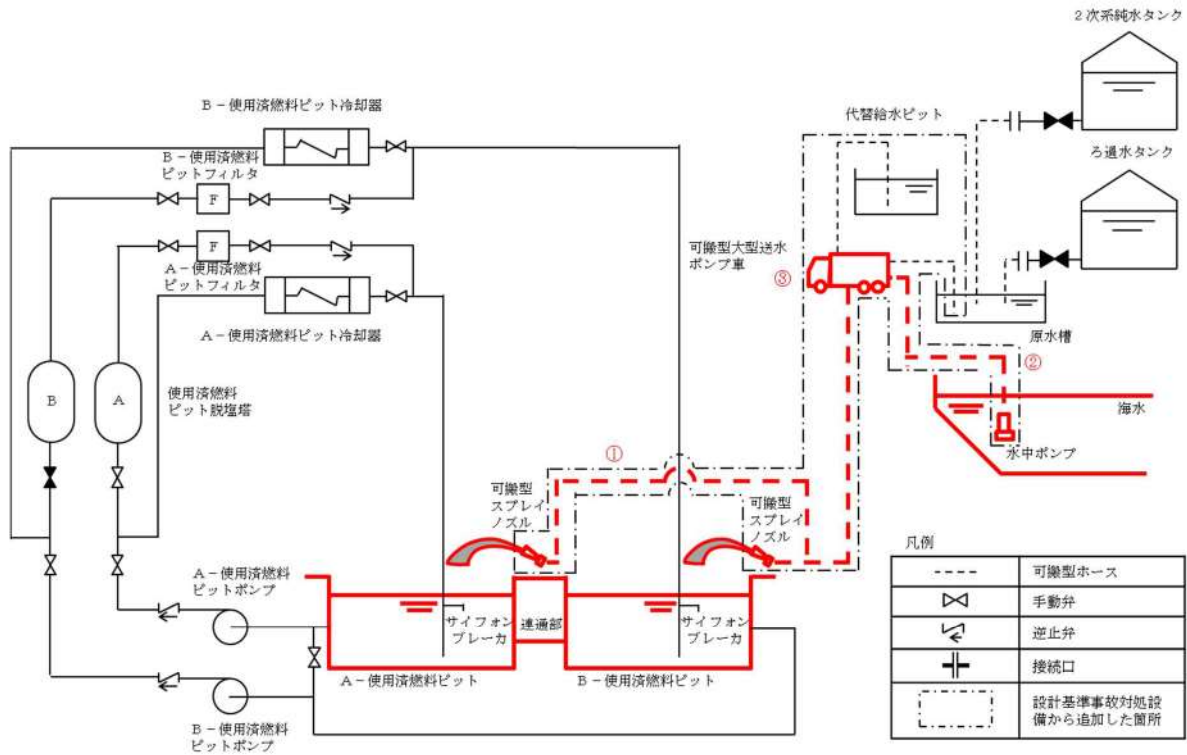 2次系純水タンク
B-使用済燃料ピット冷却器
代替給水ピット
B-使用済燃料
ピットフィルタ
F
ろ過水タンク
F
可搬型大型送水
ポンプ車
A-使用済燃料
ピットフィルタ
③
A-使用済燃料ピット冷却器
原水槽
②
B
A
使用済燃料
ピット脱塩塔
海水
水中ポンプ
①
可搬型
スプレイ
ノズル
可搬型
スプレイ
ノズル
凡例
可搬型ホース
手動弁
逆止弁
接続口
設計基準事故対処設
備から追加した箇所
A-使用済燃料
ピットポンプ
サイフォン
ブレーカ
連通部
サイフォン
ブレーカ
A-使用済燃料ピット
B-使用済燃料ピット
B-使用済燃料
ピットポンプ